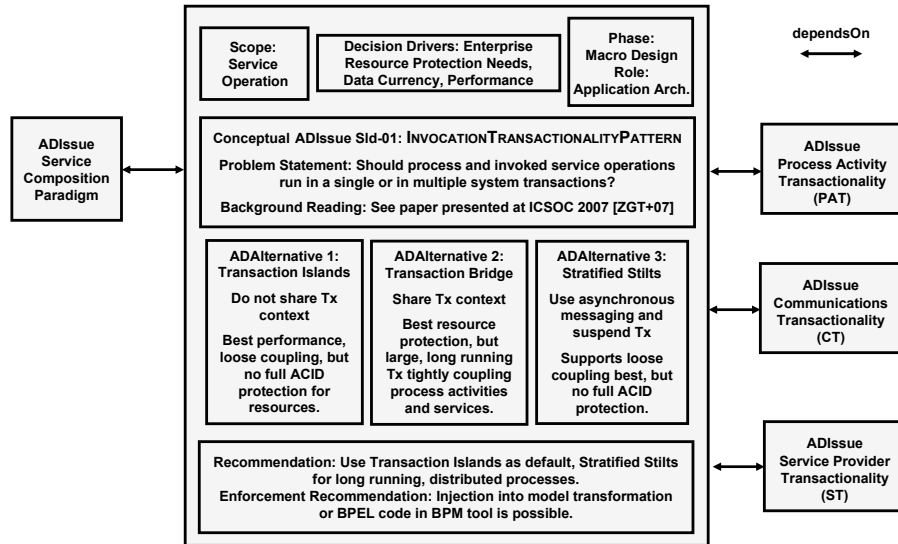 Scope:
Service
Operation
Decision Drivers: Enterprise
Resource Protection Needs,
Data Currency, Performance
Phase:
Macro Design
Role:
Application Arch.
dependsOn
ADIssue
Service
Composition
Paradigm
Conceptual ADIssue SId-01: INVOCATIONTRANSACTIONALITYPATTERN
Problem Statement: Should process and invoked service operations
run in a single or in multiple system transactions?
Background Reading: See paper presented at ICSOC 2007 [ZGT+07]
ADIssue
Process Activity
Transactionality
(PAT)
ADAlternative 1:
Transaction Islands
Do not share Tx
context
Best performance,
loose coupling, but
no full ACID
protection for
resources.
ADAlternative 2:
Transaction Bridge
Share Tx context
Best resource
protection, but
large, long running
Tx tightly coupling
process activities
and services.
ADAlternative 3:
Stratified Stilts
Use asynchronous
messaging and
suspend Tx
Supports loose
coupling best, but
no full ACID
protection.
ADIssue
Communications
Transactionality
(CT)
Recommendation: Use Transaction Islands as default, Stratified Stilts
for long running, distributed processes.
Enforcement Recommendation: Injection into model transformation
or BPEL code in BPM tool is possible.
ADIssue
Service Provider
Transactionality
(ST)